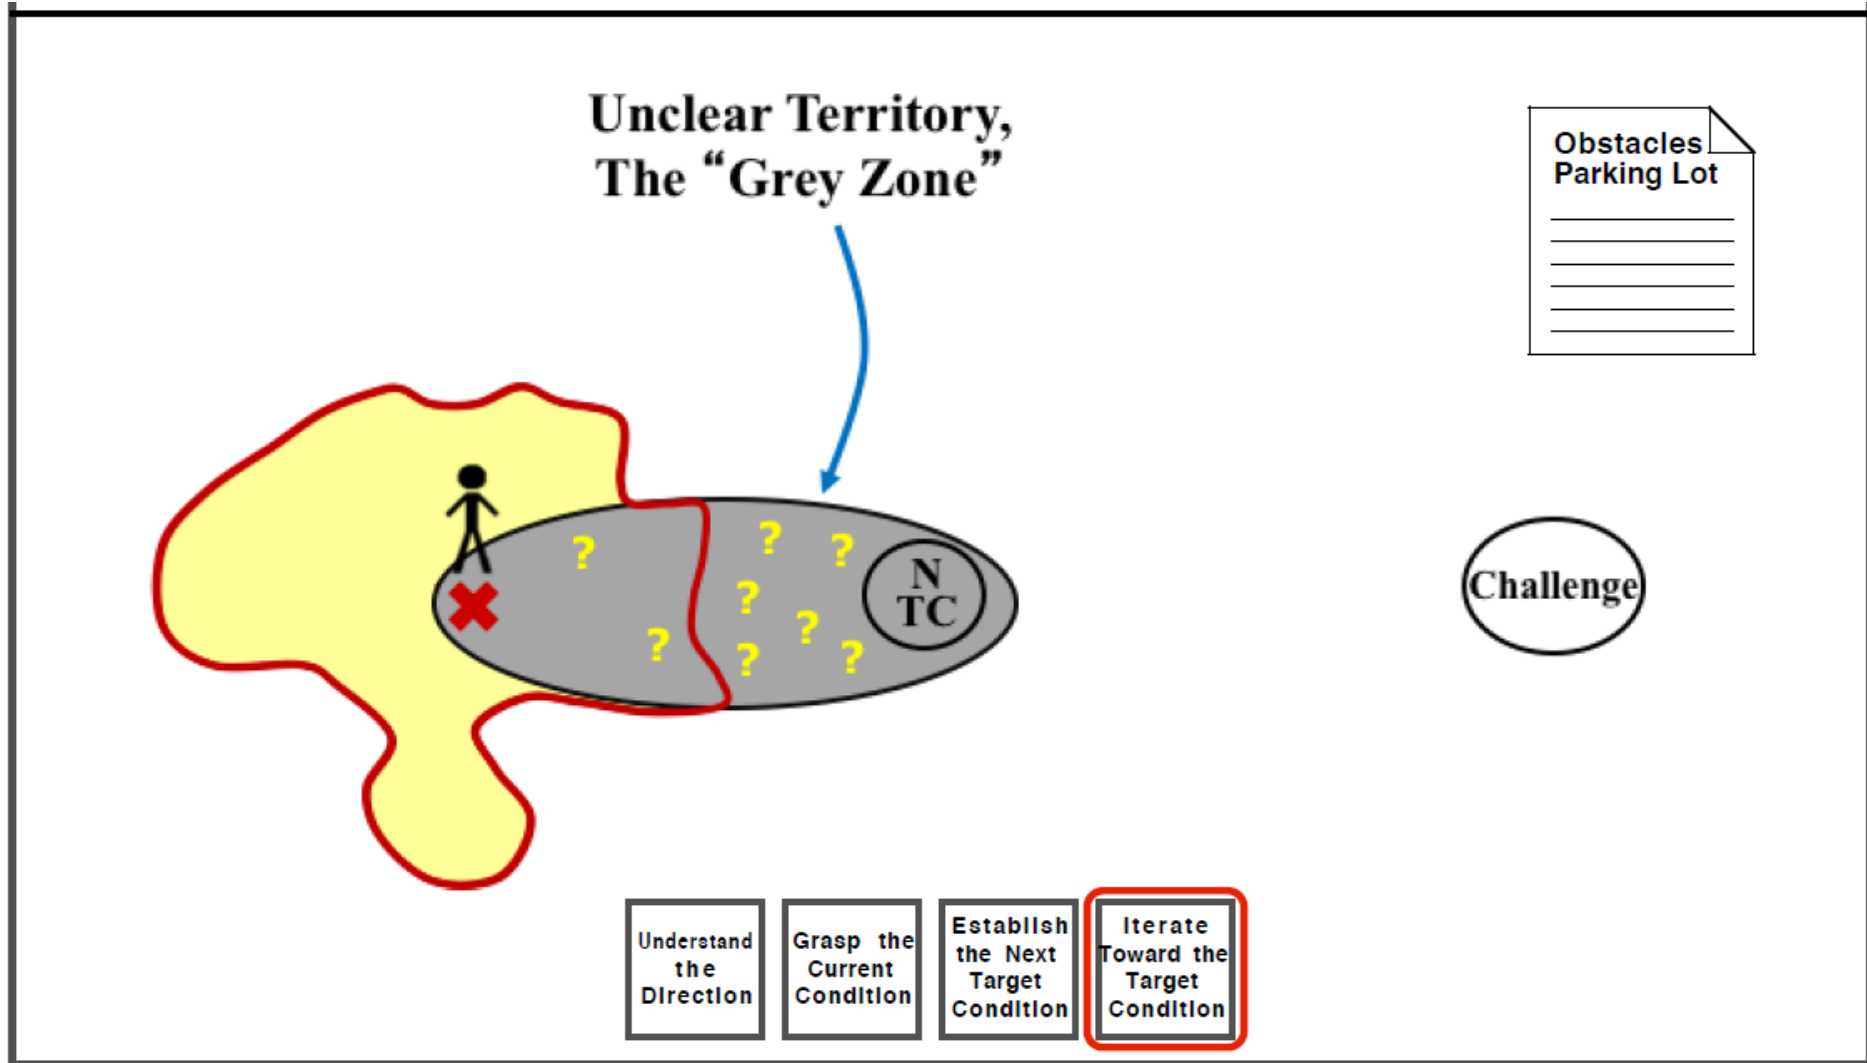 Unclear Territory,
The “Grey Zone”
Obstacles
Parking Lot
?
?
?
?
?
?
?
?
N
TC
Challenge
Understand
the
Direction
Grasp the
Current
Condition
Establish
the Next
Target
Condition
Iterate
Toward the
Target
Condition